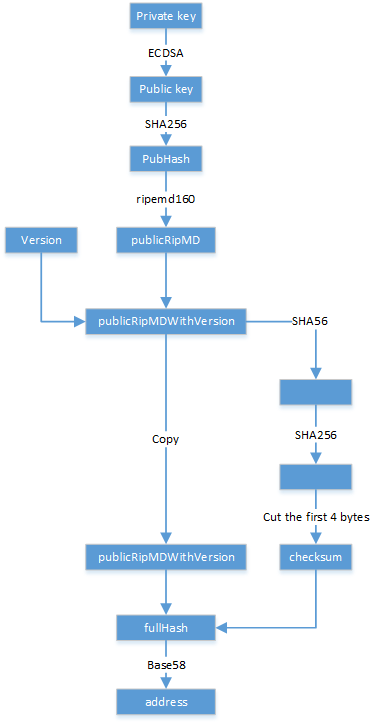 Private key
ECDSA
Public key
SHA256
PubHash
ripemd160
Version
publicRipMD
publicRipMDWithVersion
SHA56
SHA256
Copy
Cut the first 4 bytes
publicRipMDWithVersion
checksum
fullHash
Base58
address